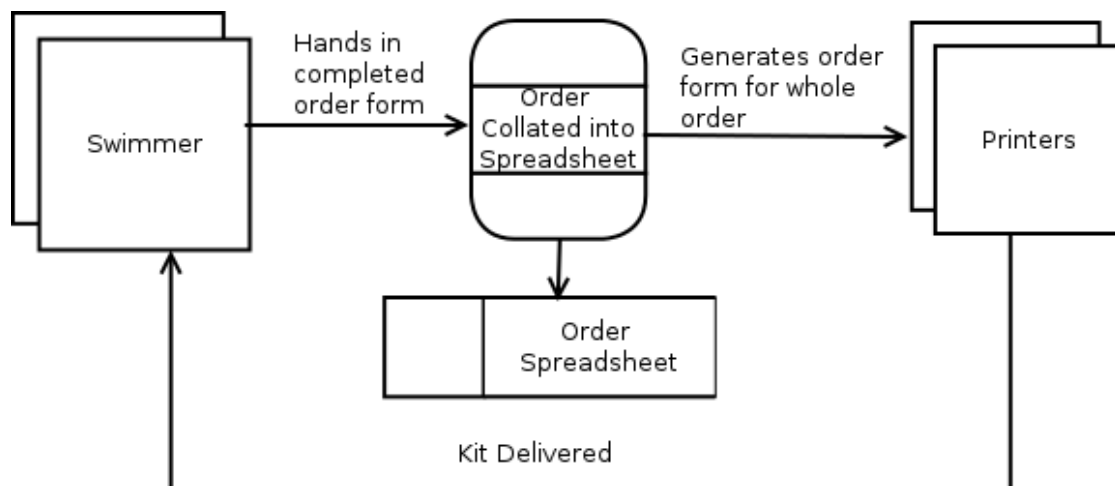 Hands in
completed
order form
Generates order
form for whole
order
Swimmer
Order
Collated into
Spreadsheet
Printers
Order
Spreadsheet
Kit Delivered